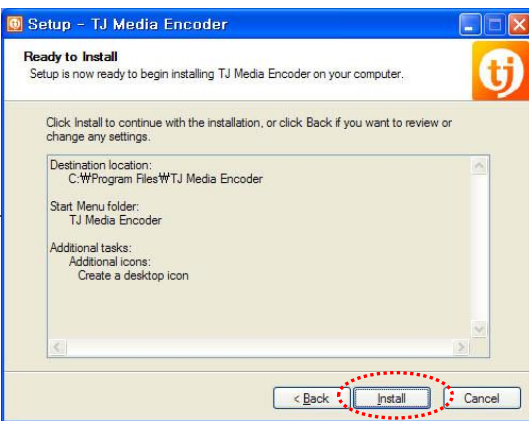 Setup - TJ Media Encoder
Ready to Install
Setup is now ready to begin installing TJ Media Encoder on your computer.
tj
Click Install to continue with the installation, or click Back if you want to review or
change any settings.
Destination location:
C:₩Program Files₩TJ Media Encoder
Start Menu folder:
TJ Media Encoder
Additional tasks:
Additional icons:
Create a desktop icon
< Back
Install
Cancel